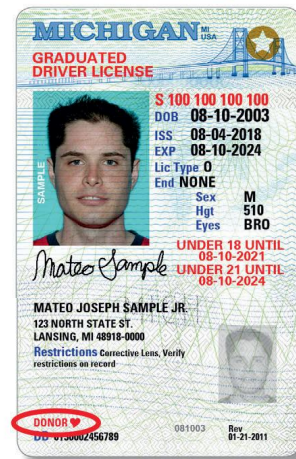 MICHIGAN MI USA
GRADUATED
DRIVER LICENSE
SAMPLE
S 100 100 100 100
DOB 08-10-2003
ISS 08-04-2018
EXP 08-10-2024
Lic Type O
End NONE
Sex M
Hgt 510
Eyes BRO
UNDER 18 UNTIL
08-10-2021
UNDER 21 UNTIL
08-10-2024
Mateo Sample
MATEO JOSEPH SAMPLE JR.
123 NORTH STATE ST.
LANSING, MI 48918-0000
Restrictions Corrective Lens, Verify
restrictions on record
DONOR ♥
DD 0130002456789
081003
Rev
01-21-2011